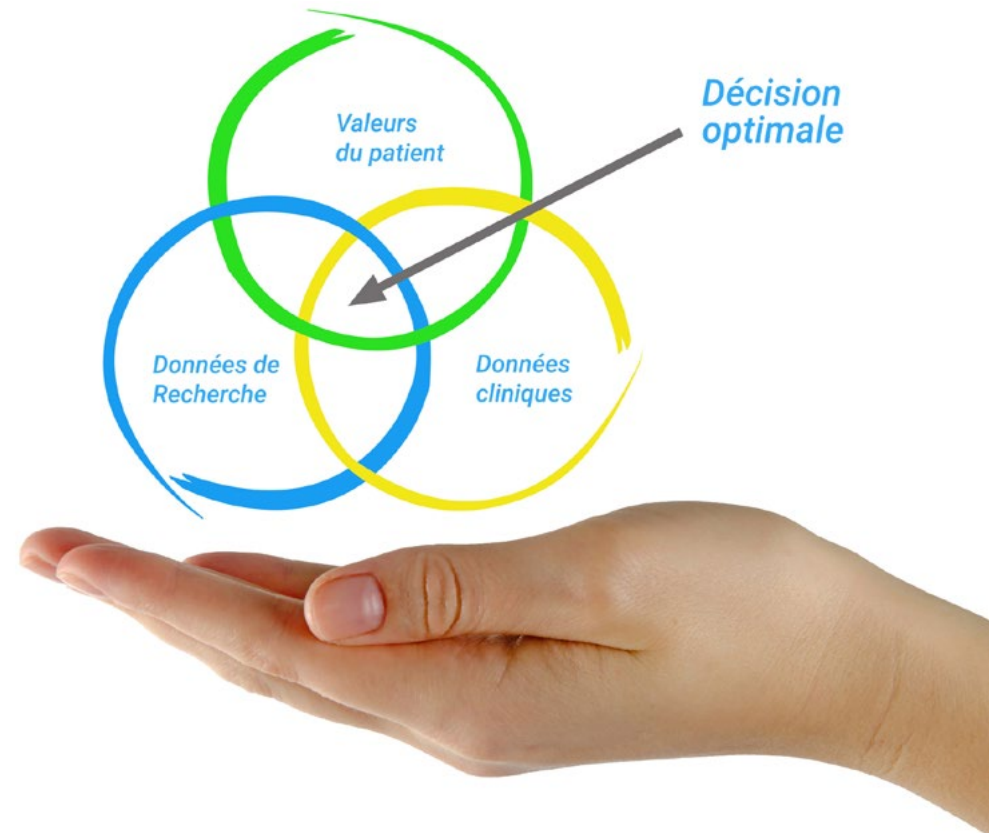 Valeurs
du patient
Décision
optimale
Données de
Recherche
Données
cliniques